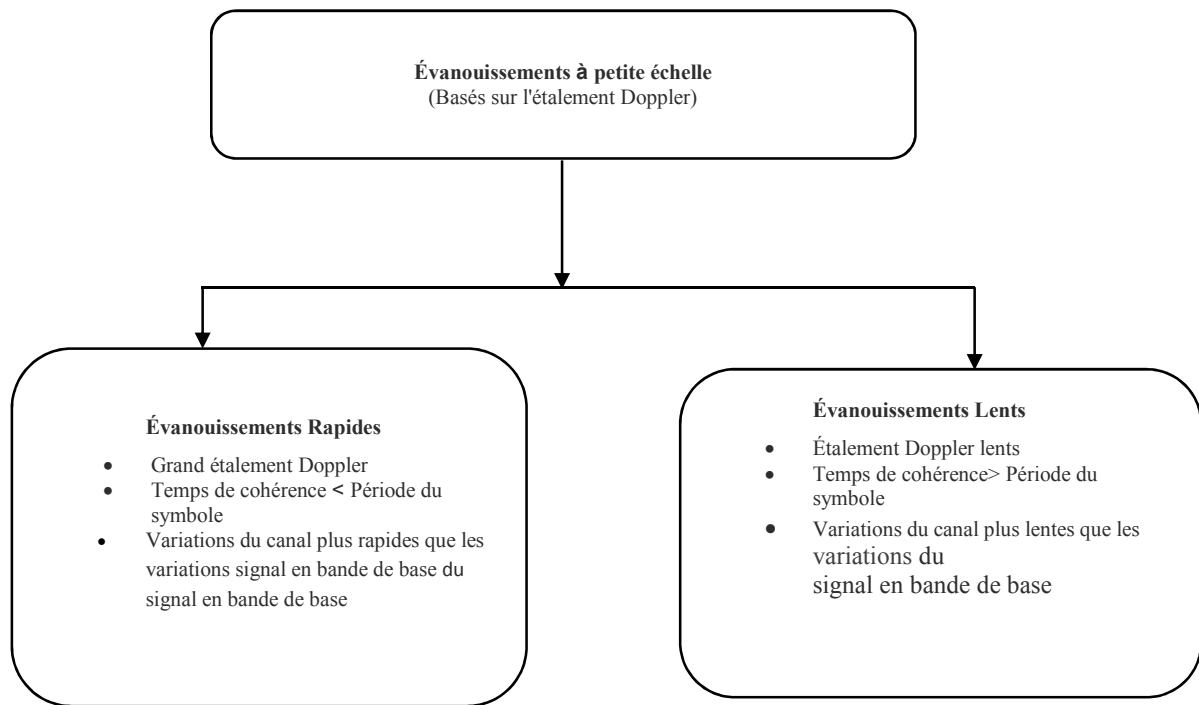 Évanouissements à petite échelle
(Basés sur l'étalement Doppler)
Évanouissements Rapides
• Grand étalement Doppler
• Temps de cohérence < Période du
symbole
• Variations du canal plus rapides que les
variations signal en bande de base du
signal en bande de base
Évanouissements Lents
• Étalement Doppler lents
• Temps de cohérence> Période du
symbole
• Variations du canal plus lentes que les
variations du
signal en bande de base